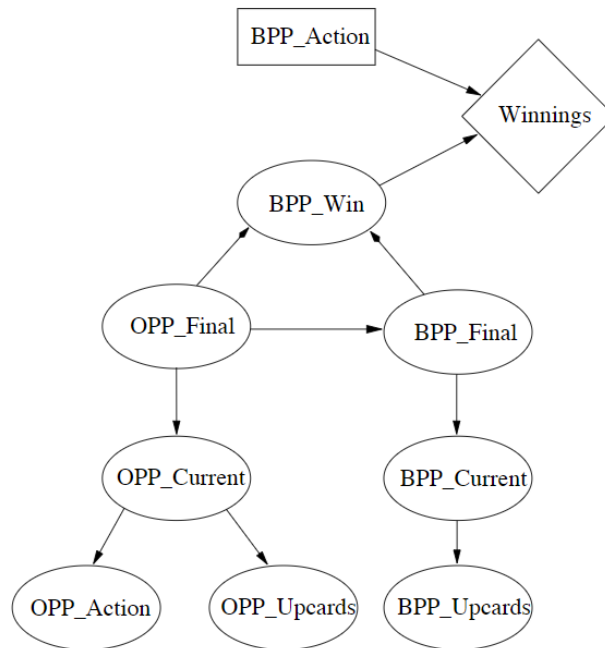 BPP_Action
Winnings
BPP_Win
OPP_Final
BPP_Final
OPP_Current
BPP_Current
OPP_Action
OPP_Upcards
BPP_Upcards